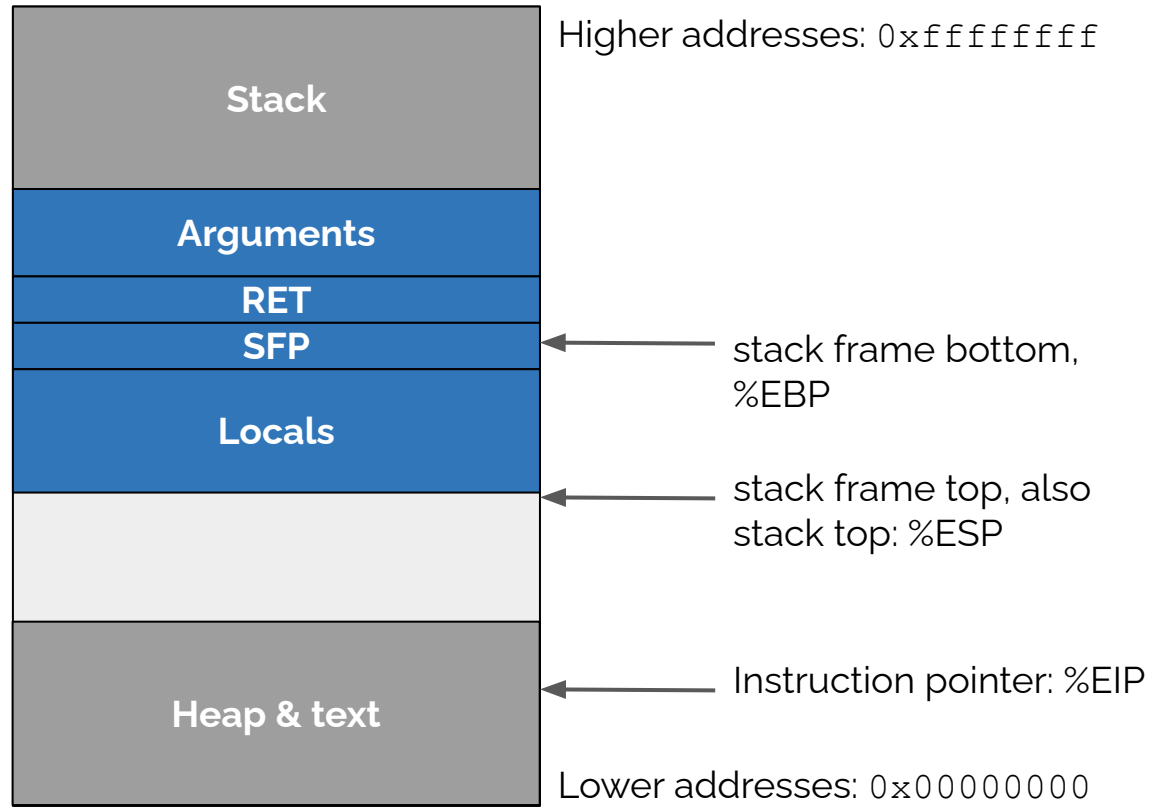 Higher addresses: 0xffffffff
Stack
Arguments
RET
SFP
stack frame bottom,
%EBP
Locals
stack frame top, also
stack top: %ESP
Instruction pointer: %EIP
Heap & text
Lower addresses: 0x00000000